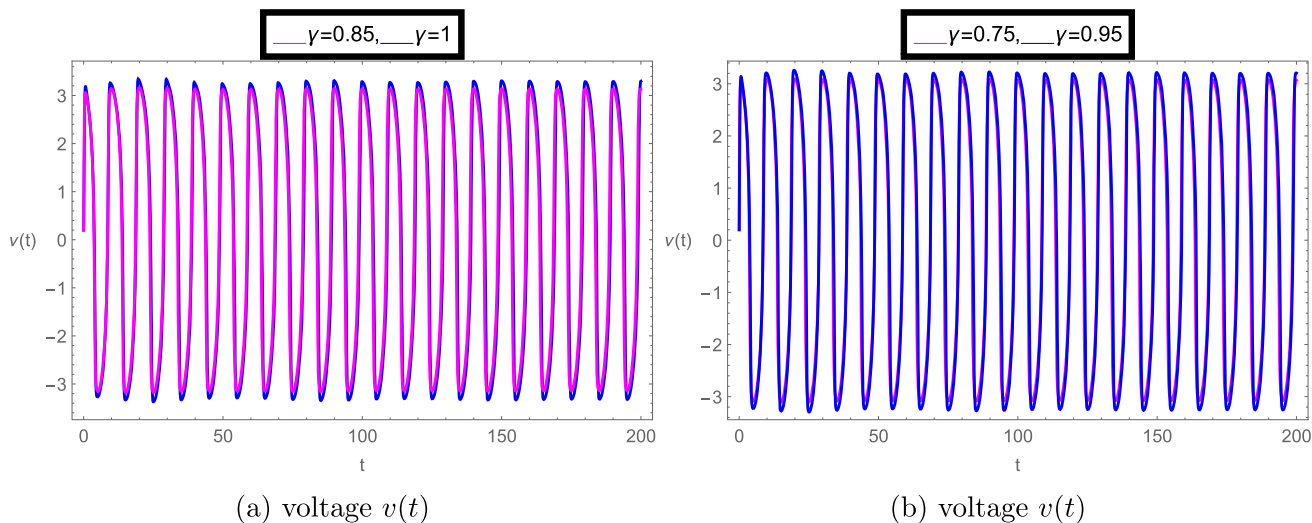 γ=0.85, γ=1
3
2
1
v(t) 0
−1
−2
−3
0 50 100 150 200
t
(a) voltage v(t)
γ=0.75, γ=0.95
3
2
1
v(t) 0
−1
−2
−3
0 50 100 150 200
t
(b) voltage v(t)